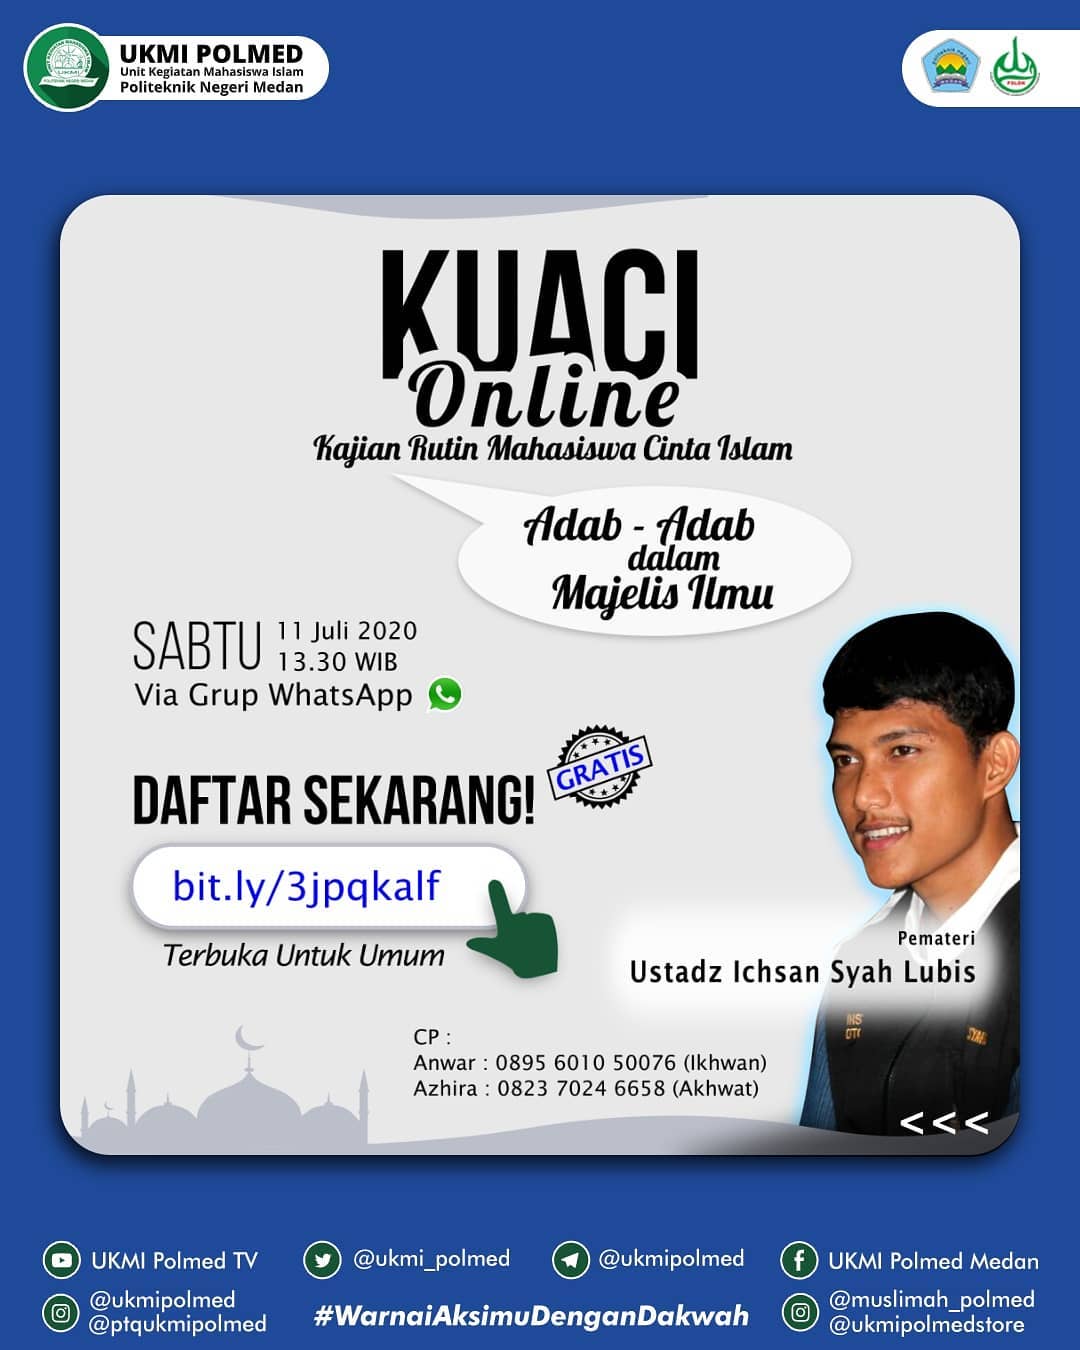 UKMI POLMED
Unit Kegiatan Mahasiswa Islam
Politeknik Negeri Medan
KUACI
Online
Kajian Rutin Mahasiswa Cinta Islam
Adab - Adab
dalam
Majelis Ilmu
SABTU 11 Juli 2020
13.30 WIB
Via Grup WhatsApp
GRATIS
DAFTAR SEKARANG!
bit.ly/3jpqkalf
Terbuka Untuk Umum
Pemateri
Ustadz Ichsan Syah Lubis
CP :
Anwar : 0895 6010 50076 (Ikhwan)
Azhira : 0823 7024 6658 (Akhwat)
<<<
UKMI Polmed TV
@ukmi_polmed
@ukmipolmed
UKMI Polmed Medan
@ukmipolmed
@ptqukmipolmed
#WarnaiAksimuDenganDakwah
@muslimah_polmed
@ukmipolmedstore